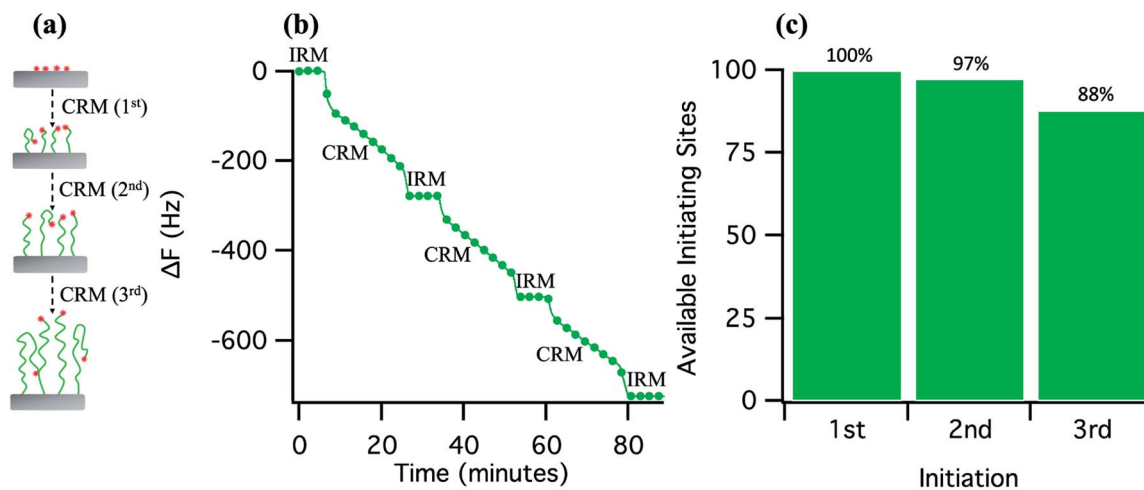 (a)
CRM (1st)
CRM (2nd)
CRM (3rd)
(b)
ΔF (Hz)
0
-200
-400
-600
IRM
CRM
IRM
CRM
IRM
CRM
IRM
0 20 40 60 80
Time (minutes)
(c)
Available Initiating Sites
100
75
50
25
0
100%
97%
88%
1st 2nd 3rd
Initiation